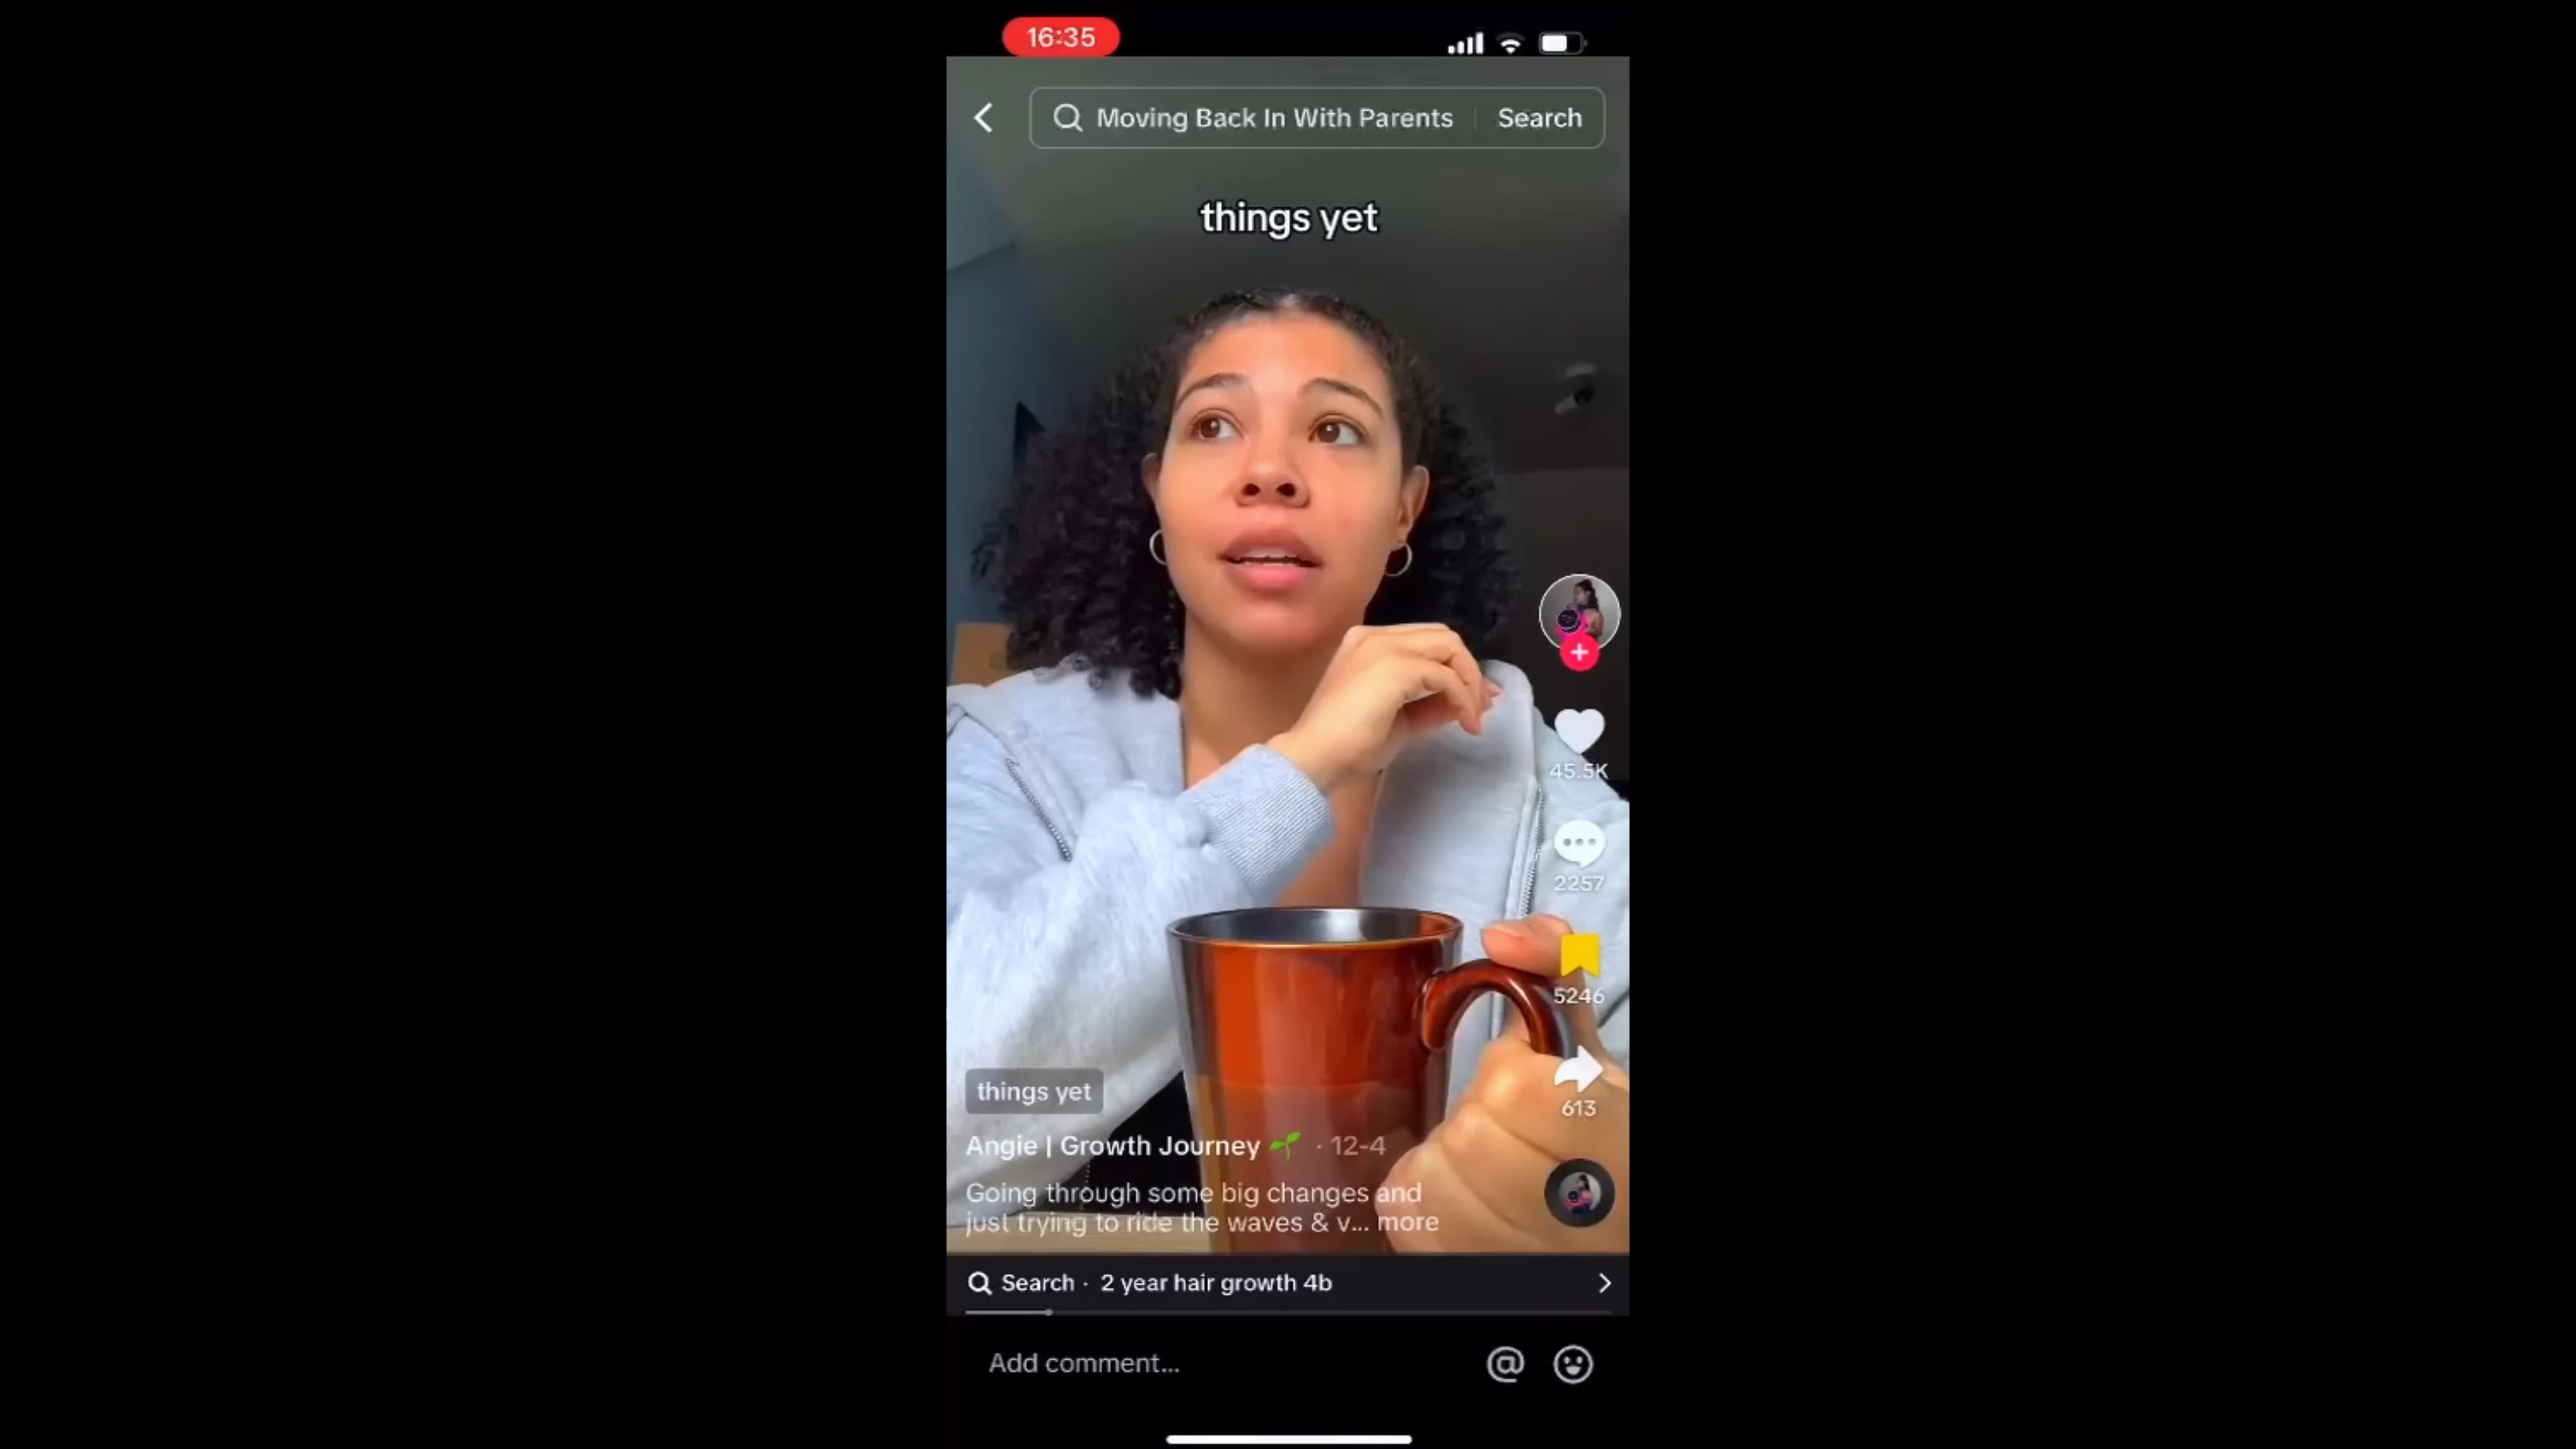 16:35
Moving Back In With Parents
Search
things yet
45.5K
2257
5246
613
things yet
Angie | Growth Journey 🌱 · 12-4
Going through some big changes and
just trying to ride the waves & v... more
Search · 2 year hair growth 4b
Add comment...